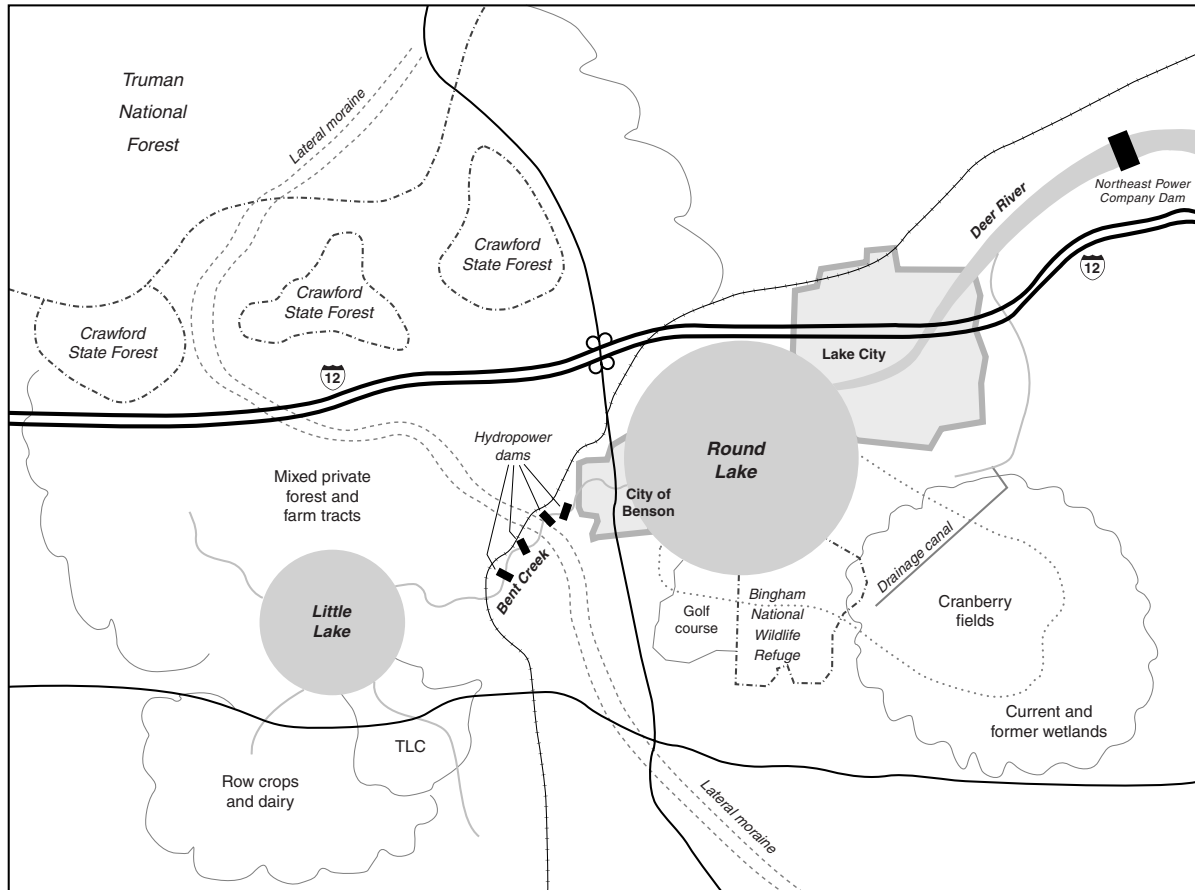 Truman
National
Forest
Lateral moraine
Crawford
State Forest
Crawford
State Forest
Crawford
State Forest
12
Northeast Power
Company Dam
Deer River
12
Lake City
Hydropower
dams
Round
Lake
Mixed private
forest and
farm tracts
City of
Benson
Bent Creek
Drainage canal
Little
Lake
Golf
course
Bingham
National
Wildlife
Refuge
Cranberry
fields
Current and
former wetlands
TLC
Row crops
and dairy
Lateral moraine